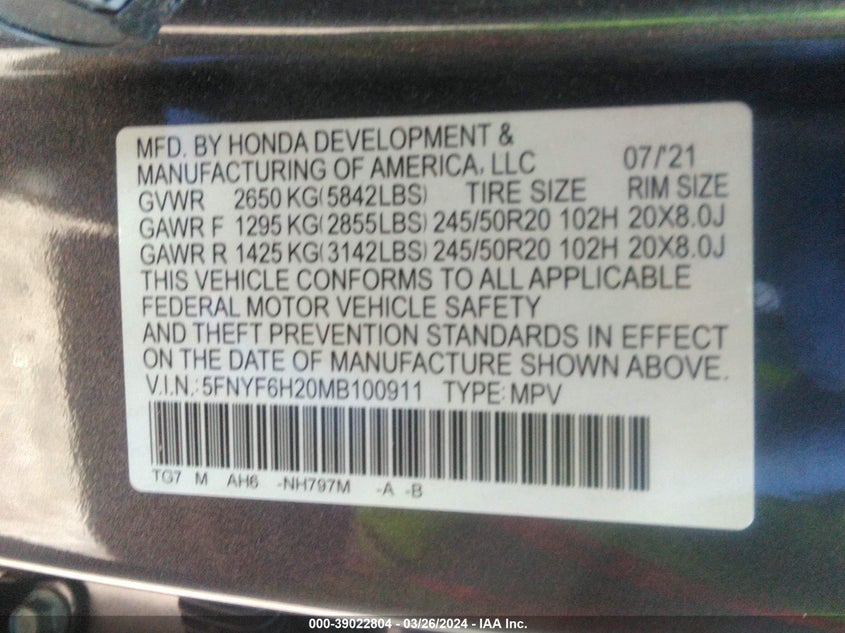 MFD. BY HONDA DEVELOPMENT &
MANUFACTURING OF AMERICA, LLC 07/'21
GVWR 2650 KG(5842LBS) TIRE SIZE RIM SIZE
GAWR F 1295 KG(2855LBS) 245/50R20 102H 20X8.0J
GAWR R 1425 KG(3142LBS) 245/50R20 102H 20X8.0J
THIS VEHICLE CONFORMS TO ALL APPLICABLE
FEDERAL MOTOR VEHICLE SAFETY
AND THEFT PREVENTION STANDARDS IN EFFECT
ON THE DATE OF MANUFACTURE SHOWN ABOVE.
V.I.N.: 5FNYF6H20MB100911 TYPE: MPV
TG7 M AH6 -NH797M -A -B
000-39022804 - 03/26/2024 - IAA Inc.